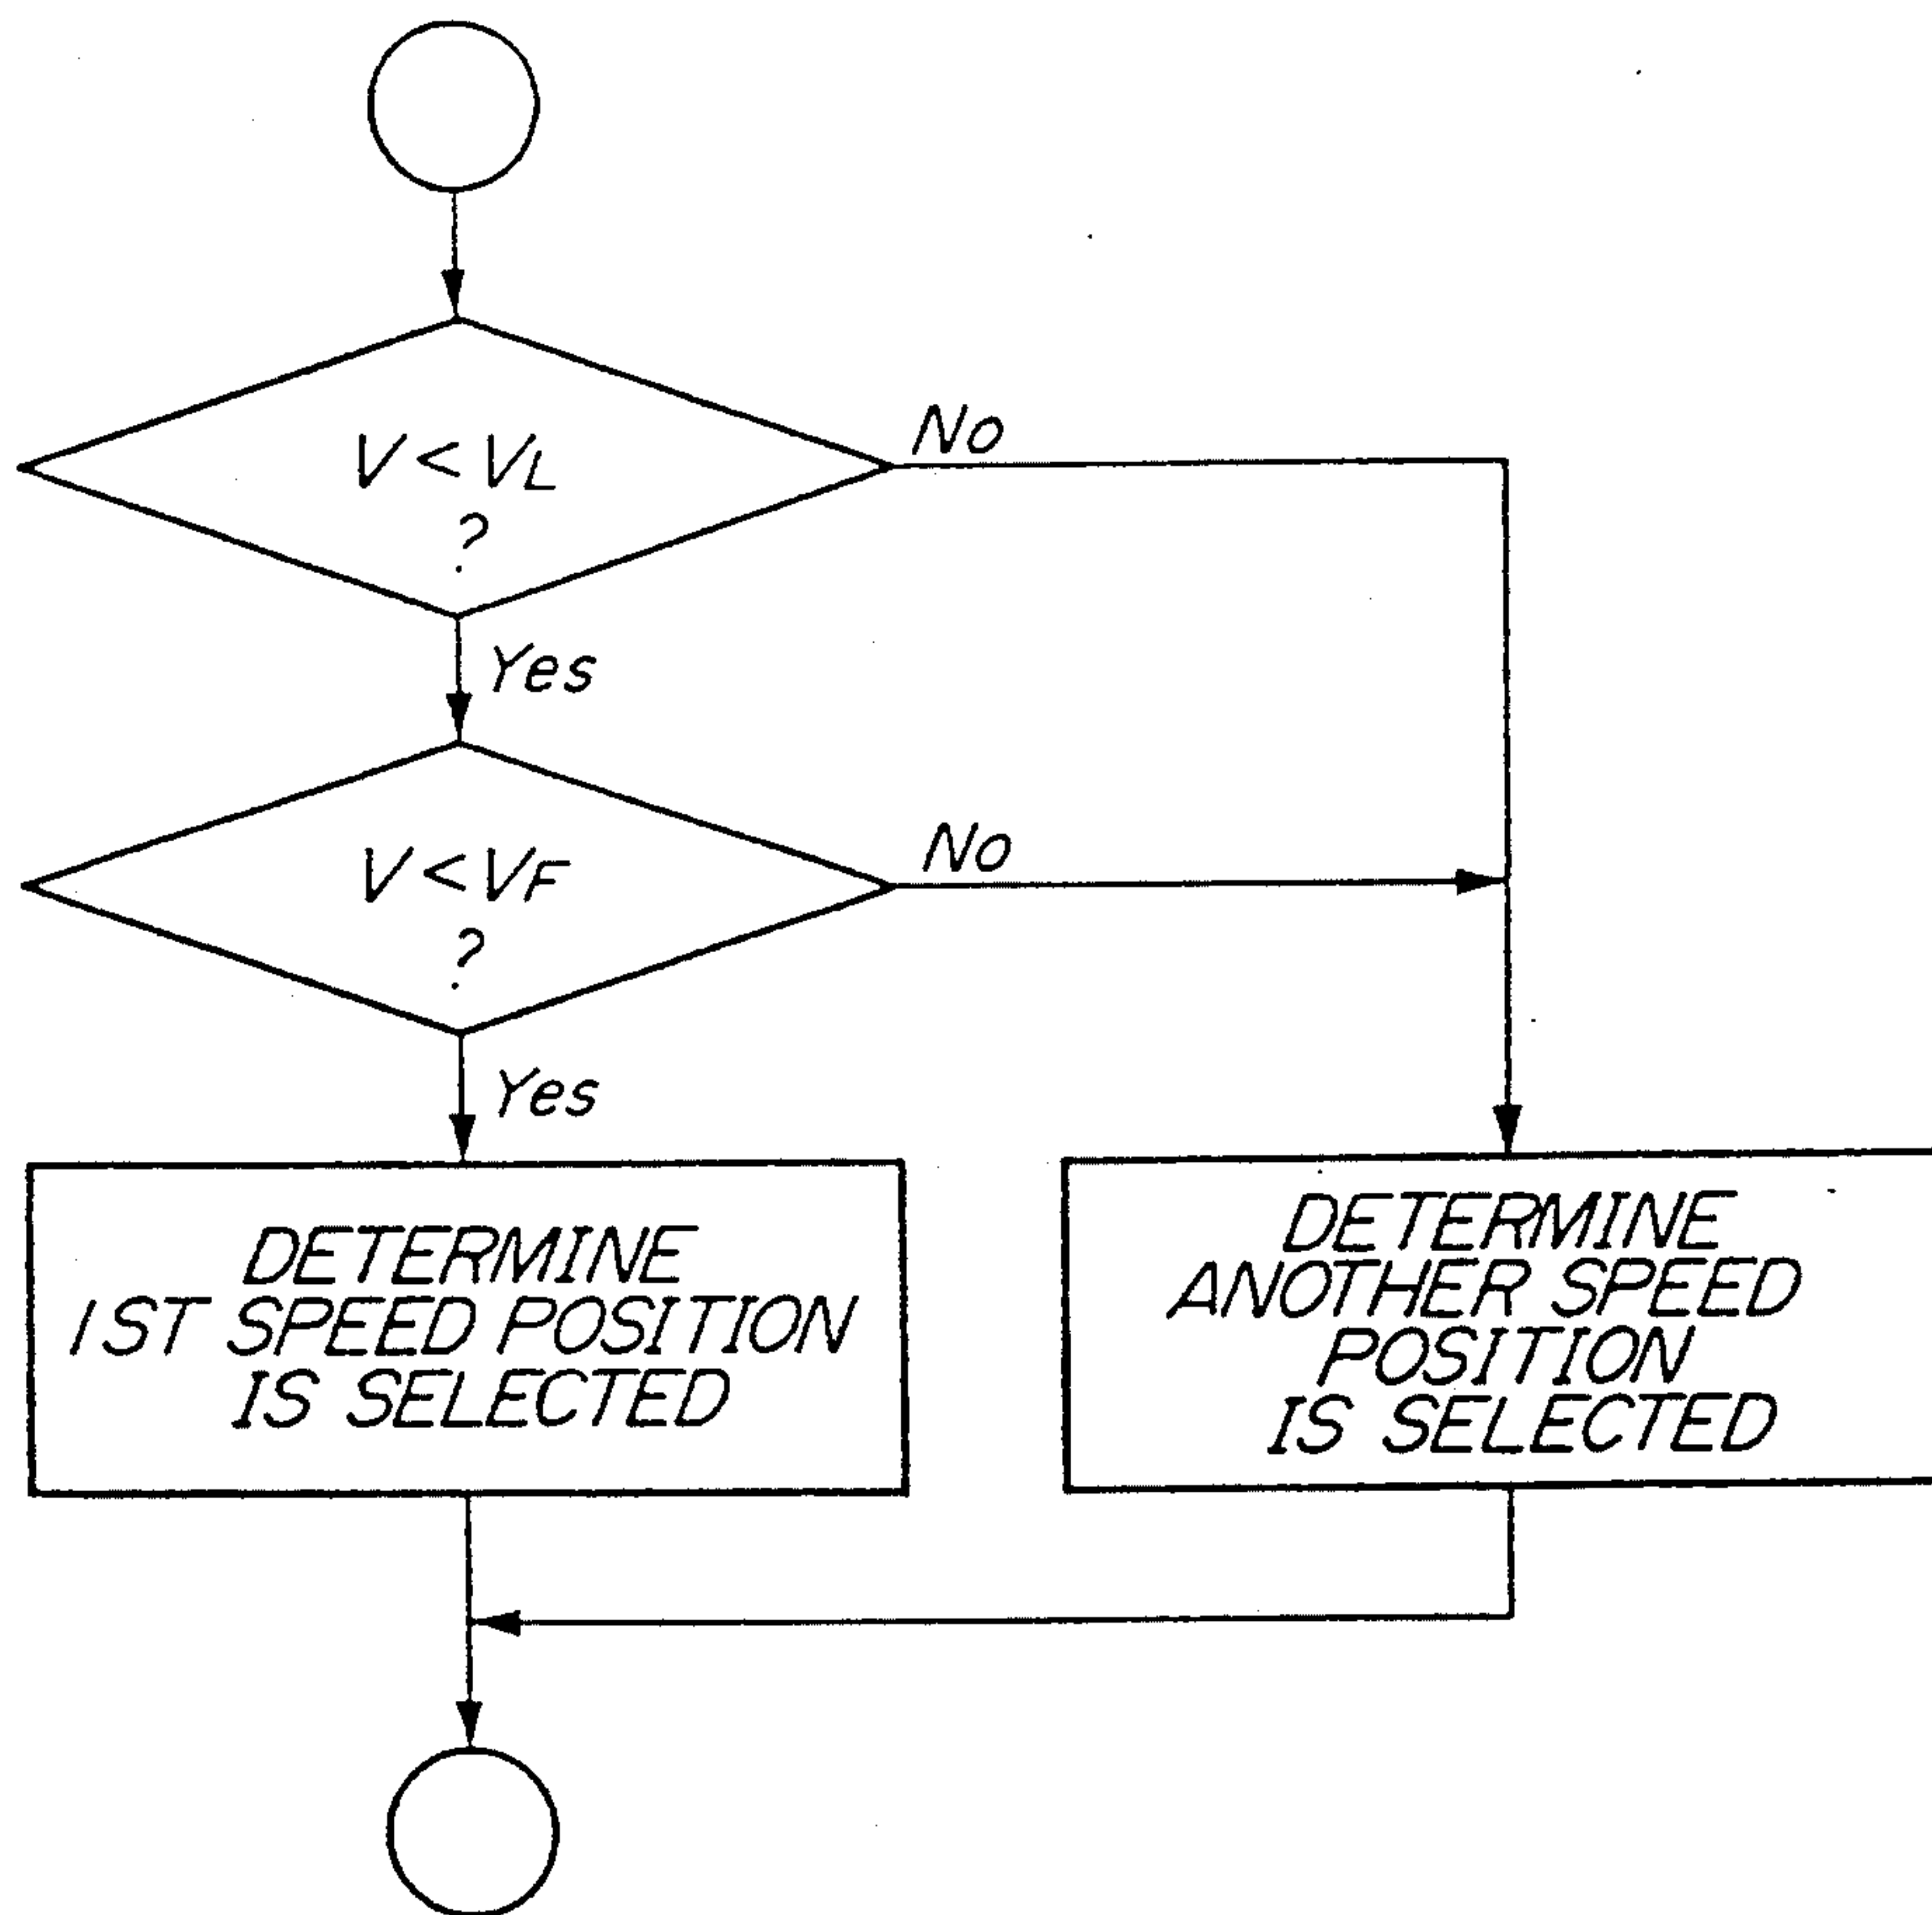 V < VL
?
No
Yes
V < VF
?
No
Yes
DETERMINE
1ST SPEED POSITION
IS SELECTED
DETERMINE
ANOTHER SPEED
POSITION
IS SELECTED